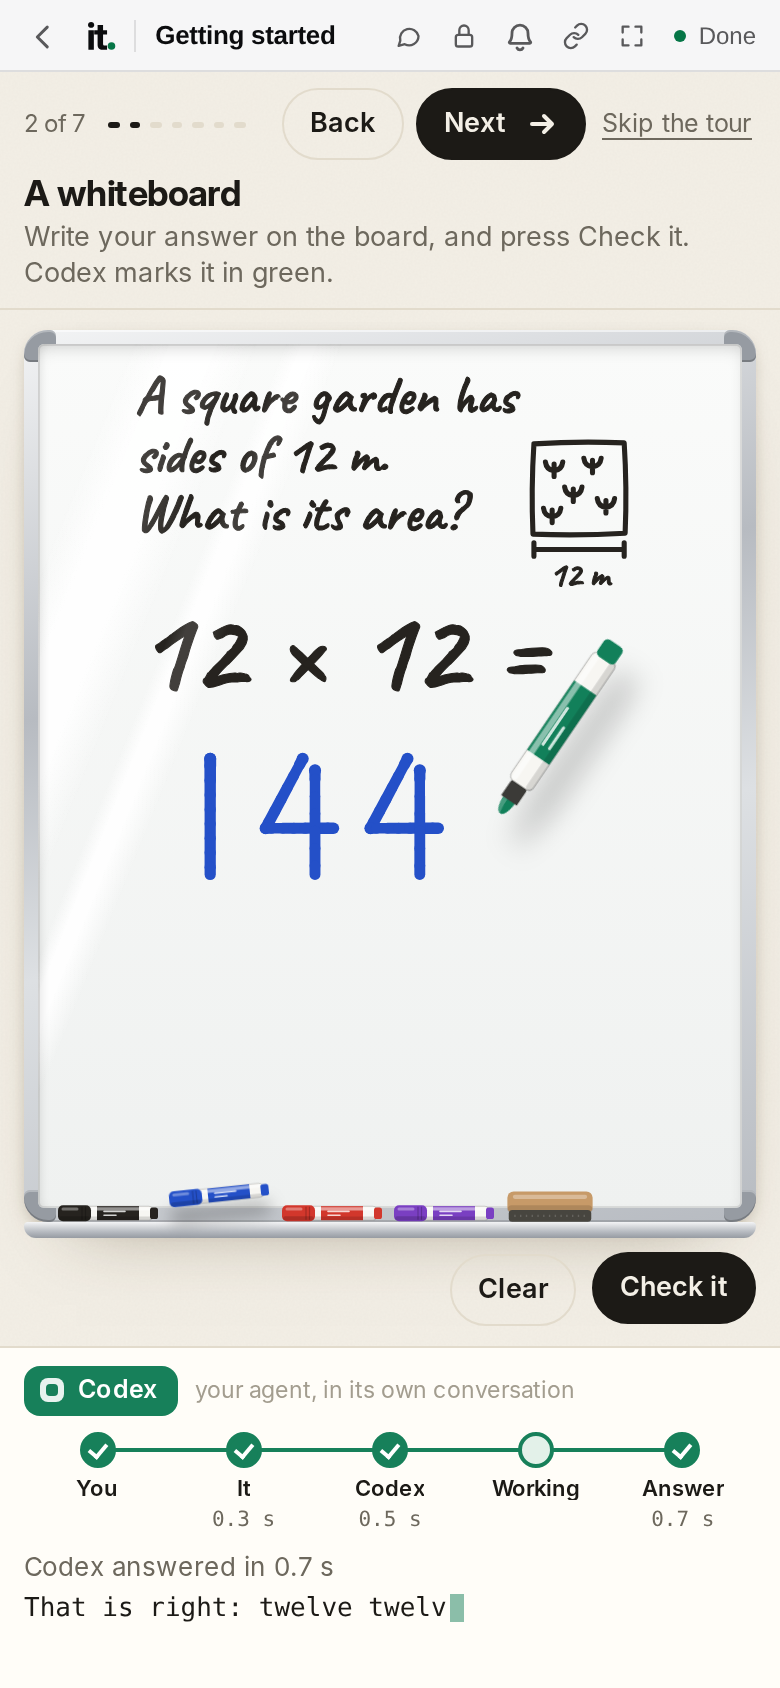 it.
Getting started
Done
2 of 7
Back
Next
Skip the tour
A whiteboard
Write your answer on the board, and press Check it.
Codex marks it in green.
A square garden has
sides of 12 m.
What is its area?
12 m
12 × 12 =
144
Clear
Check it
Codex
your agent, in its own conversation
You
It
Codex
Working
Answer
0.3 s
0.5 s
0.7 s
Codex answered in 0.7 s
That is right: twelve twelv